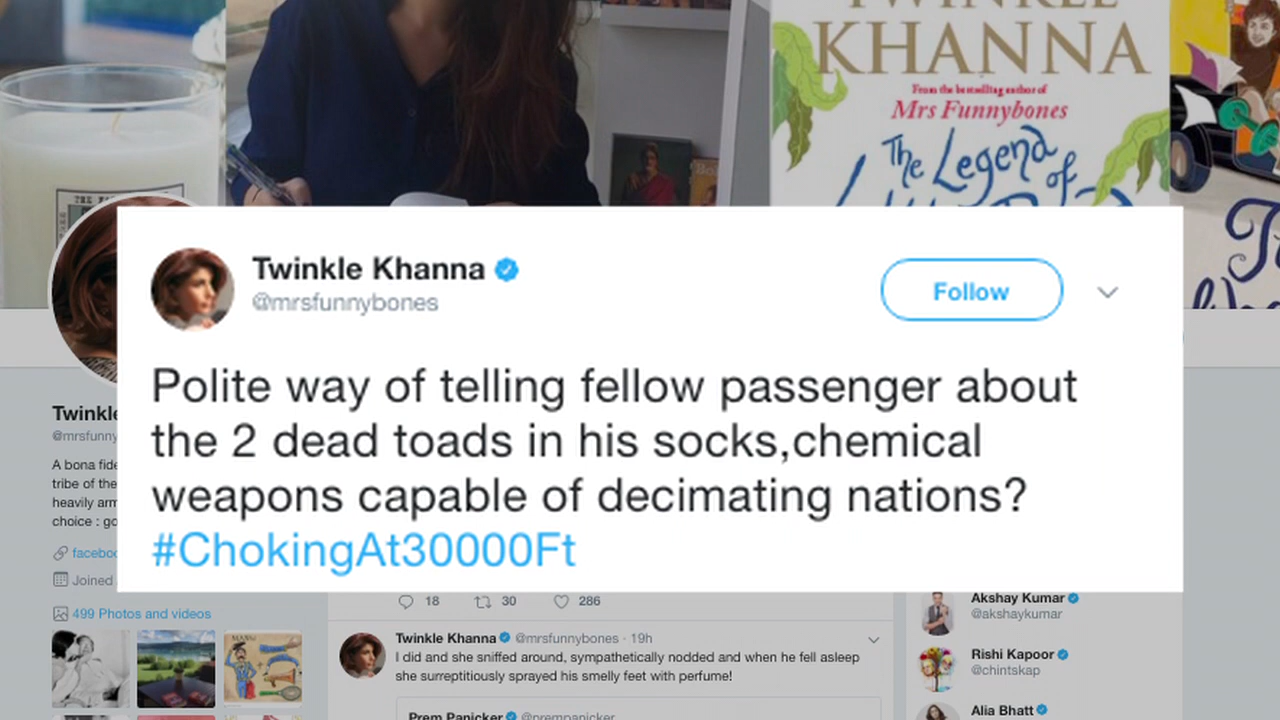 TWINKLE
KHANNA
From the bestselling author of
Mrs Funnybones
The Legend
of
Twinkle Khanna
@mrsfunnybones
Follow
Polite way of telling fellow passenger about
the 2 dead toads in his socks,chemical
weapons capable of decimating nations?
#ChokingAt30000Ft
@mrsfunny
A bona fide
tribe of the
heavily arm
choice : go
facebo
Joined
499 Photos and videos
18 30 286
Twinkle Khanna @mrsfunnybones · 19h
I did and she sniffed around, sympathetically nodded and when he fell asleep
she surreptitiously sprayed his smelly feet with perfume!
Prem Panicker @prempanicker
Akshay Kumar
@akshaykumar
Rishi Kapoor
@chintskap
Alia Bhatt